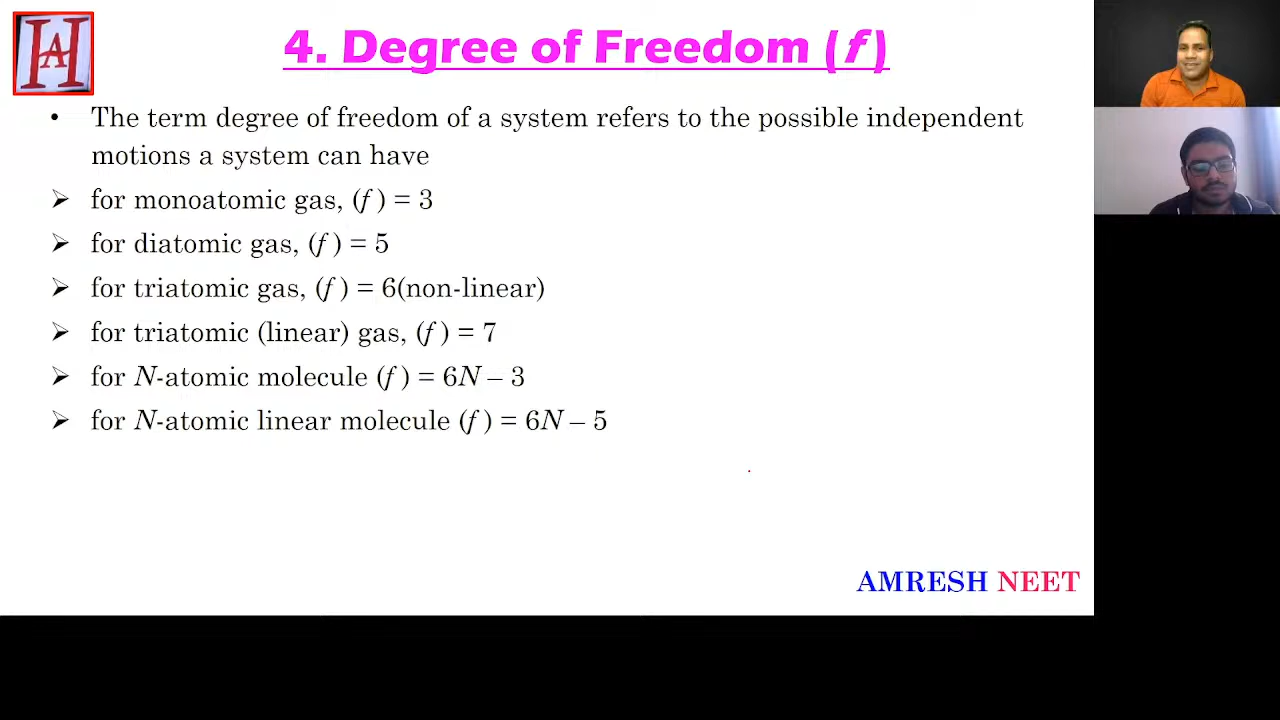 HA
4. Degree of Freedom (f)
• The term degree of freedom of a system refers to the possible independent
motions a system can have
➢ for monoatomic gas, (f) = 3
➢ for diatomic gas, (f) = 5
➢ for triatomic gas, (f) = 6(non-linear)
➢ for triatomic (linear) gas, (f) = 7
➢ for N-atomic molecule (f) = 6N – 3
➢ for N-atomic linear molecule (f) = 6N – 5
AMRESH NEET